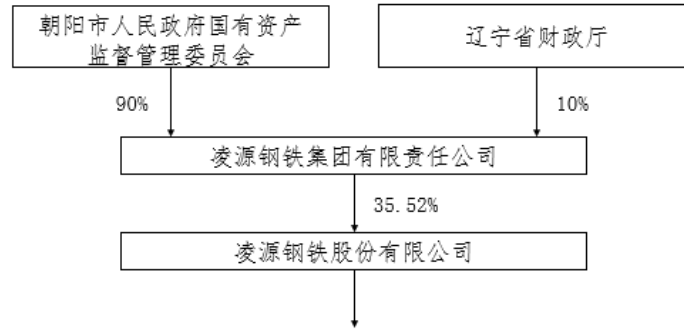 朝阳市人民政府国有资产
监督管理委员会
辽宁省财政厅
90%
10%
凌源钢铁集团有限责任公司
35.52%
凌源钢铁股份有限公司